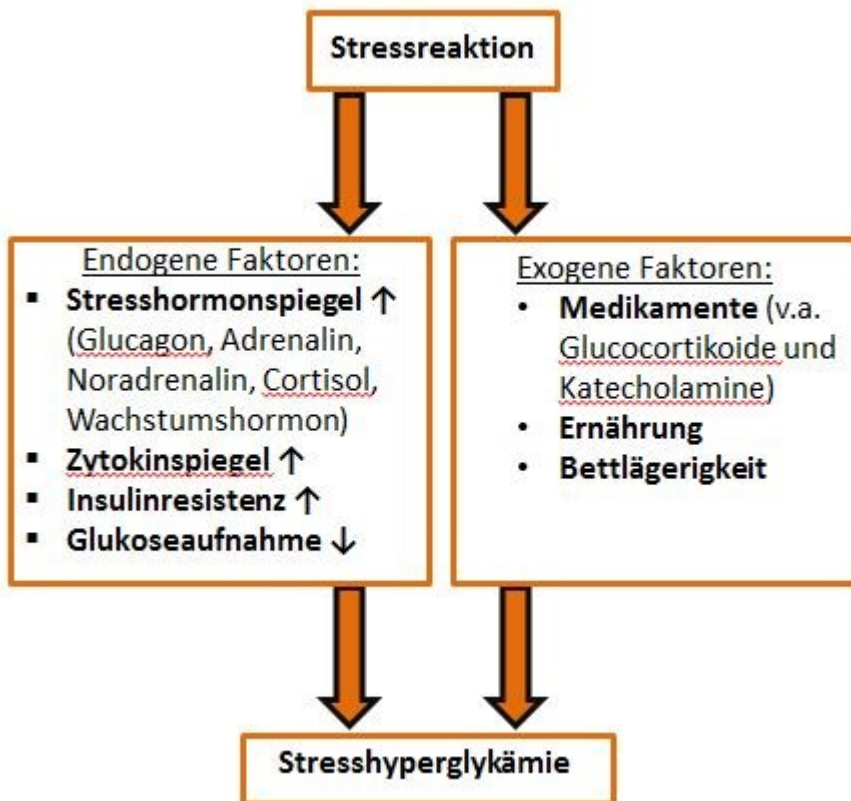 Stressreaktion
Endogene Faktoren:
▪ Stresshormonspiegel ↑
(Glucagon, Adrenalin,
Noradrenalin, Cortisol,
Wachstumshormon)
▪ Zytokinspiegel ↑
▪ Insulinresistenz ↑
▪ Glukoseaufnahme ↓
Exogene Faktoren:
• Medikamente (v.a.
Glucocortikoide und
Katecholamine)
• Ernährung
• Bettlägerigkeit
Stresshyperglykämie